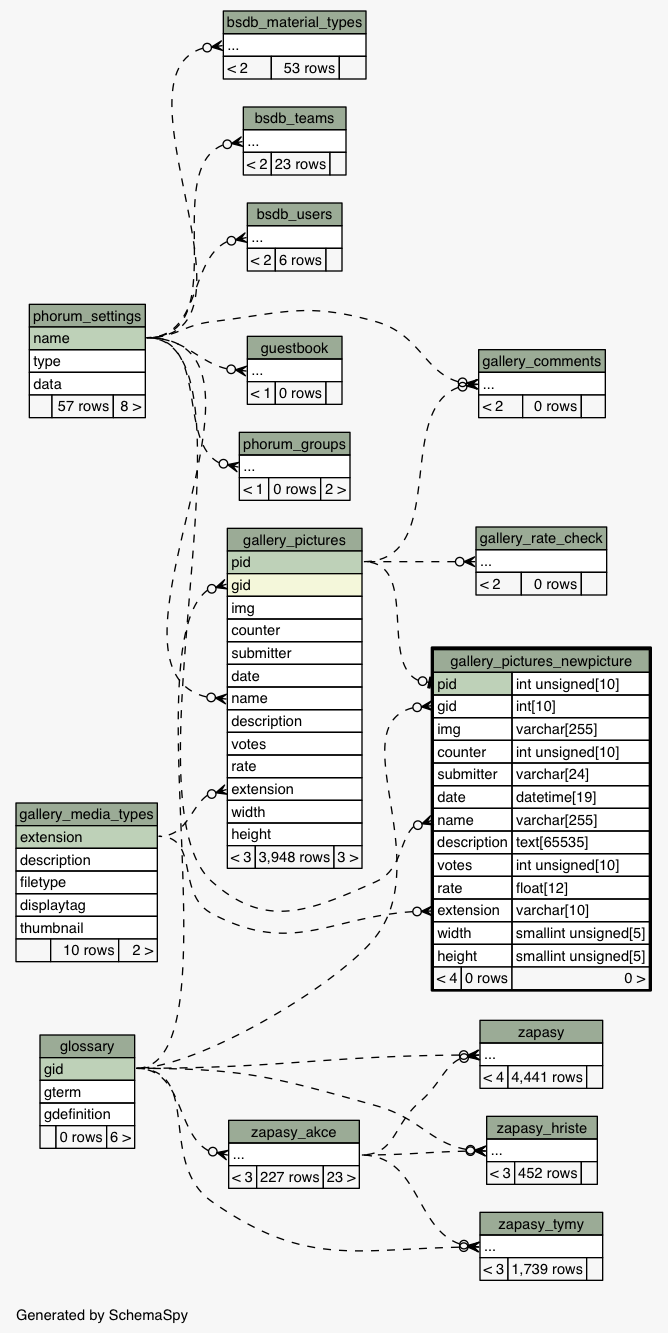 bsdb_material_types
...
< 2 53 rows
bsdb_teams
...
< 2 23 rows
bsdb_users
...
< 2 6 rows
phorum_settings
name
type
data
57 rows 8 >
guestbook
...
< 1 0 rows
gallery_comments
...
< 2 0 rows
phorum_groups
...
< 1 0 rows 2 >
gallery_pictures
pid
gid
img
counter
submitter
date
name
description
votes
rate
extension
width
height
< 3 3,948 rows 3 >
gallery_rate_check
...
< 2 0 rows
gallery_pictures_newpicture
pid int unsigned[10]
gid int[10]
img varchar[255]
counter int unsigned[10]
submitter varchar[24]
date datetime[19]
name varchar[255]
description text[65535]
votes int unsigned[10]
rate float[12]
extension varchar[10]
width smallint unsigned[5]
height smallint unsigned[5]
< 4 0 rows 0 >
gallery_media_types
extension
description
filetype
displaytag
thumbnail
10 rows 2 >
glossary
gid
gterm
gdefinition
0 rows 6 >
zapasy
...
< 4 4,441 rows
zapasy_akce
...
< 3 227 rows 23 >
zapasy_hriste
...
< 3 452 rows
zapasy_tymy
...
< 3 1,739 rows
Generated by SchemaSpy